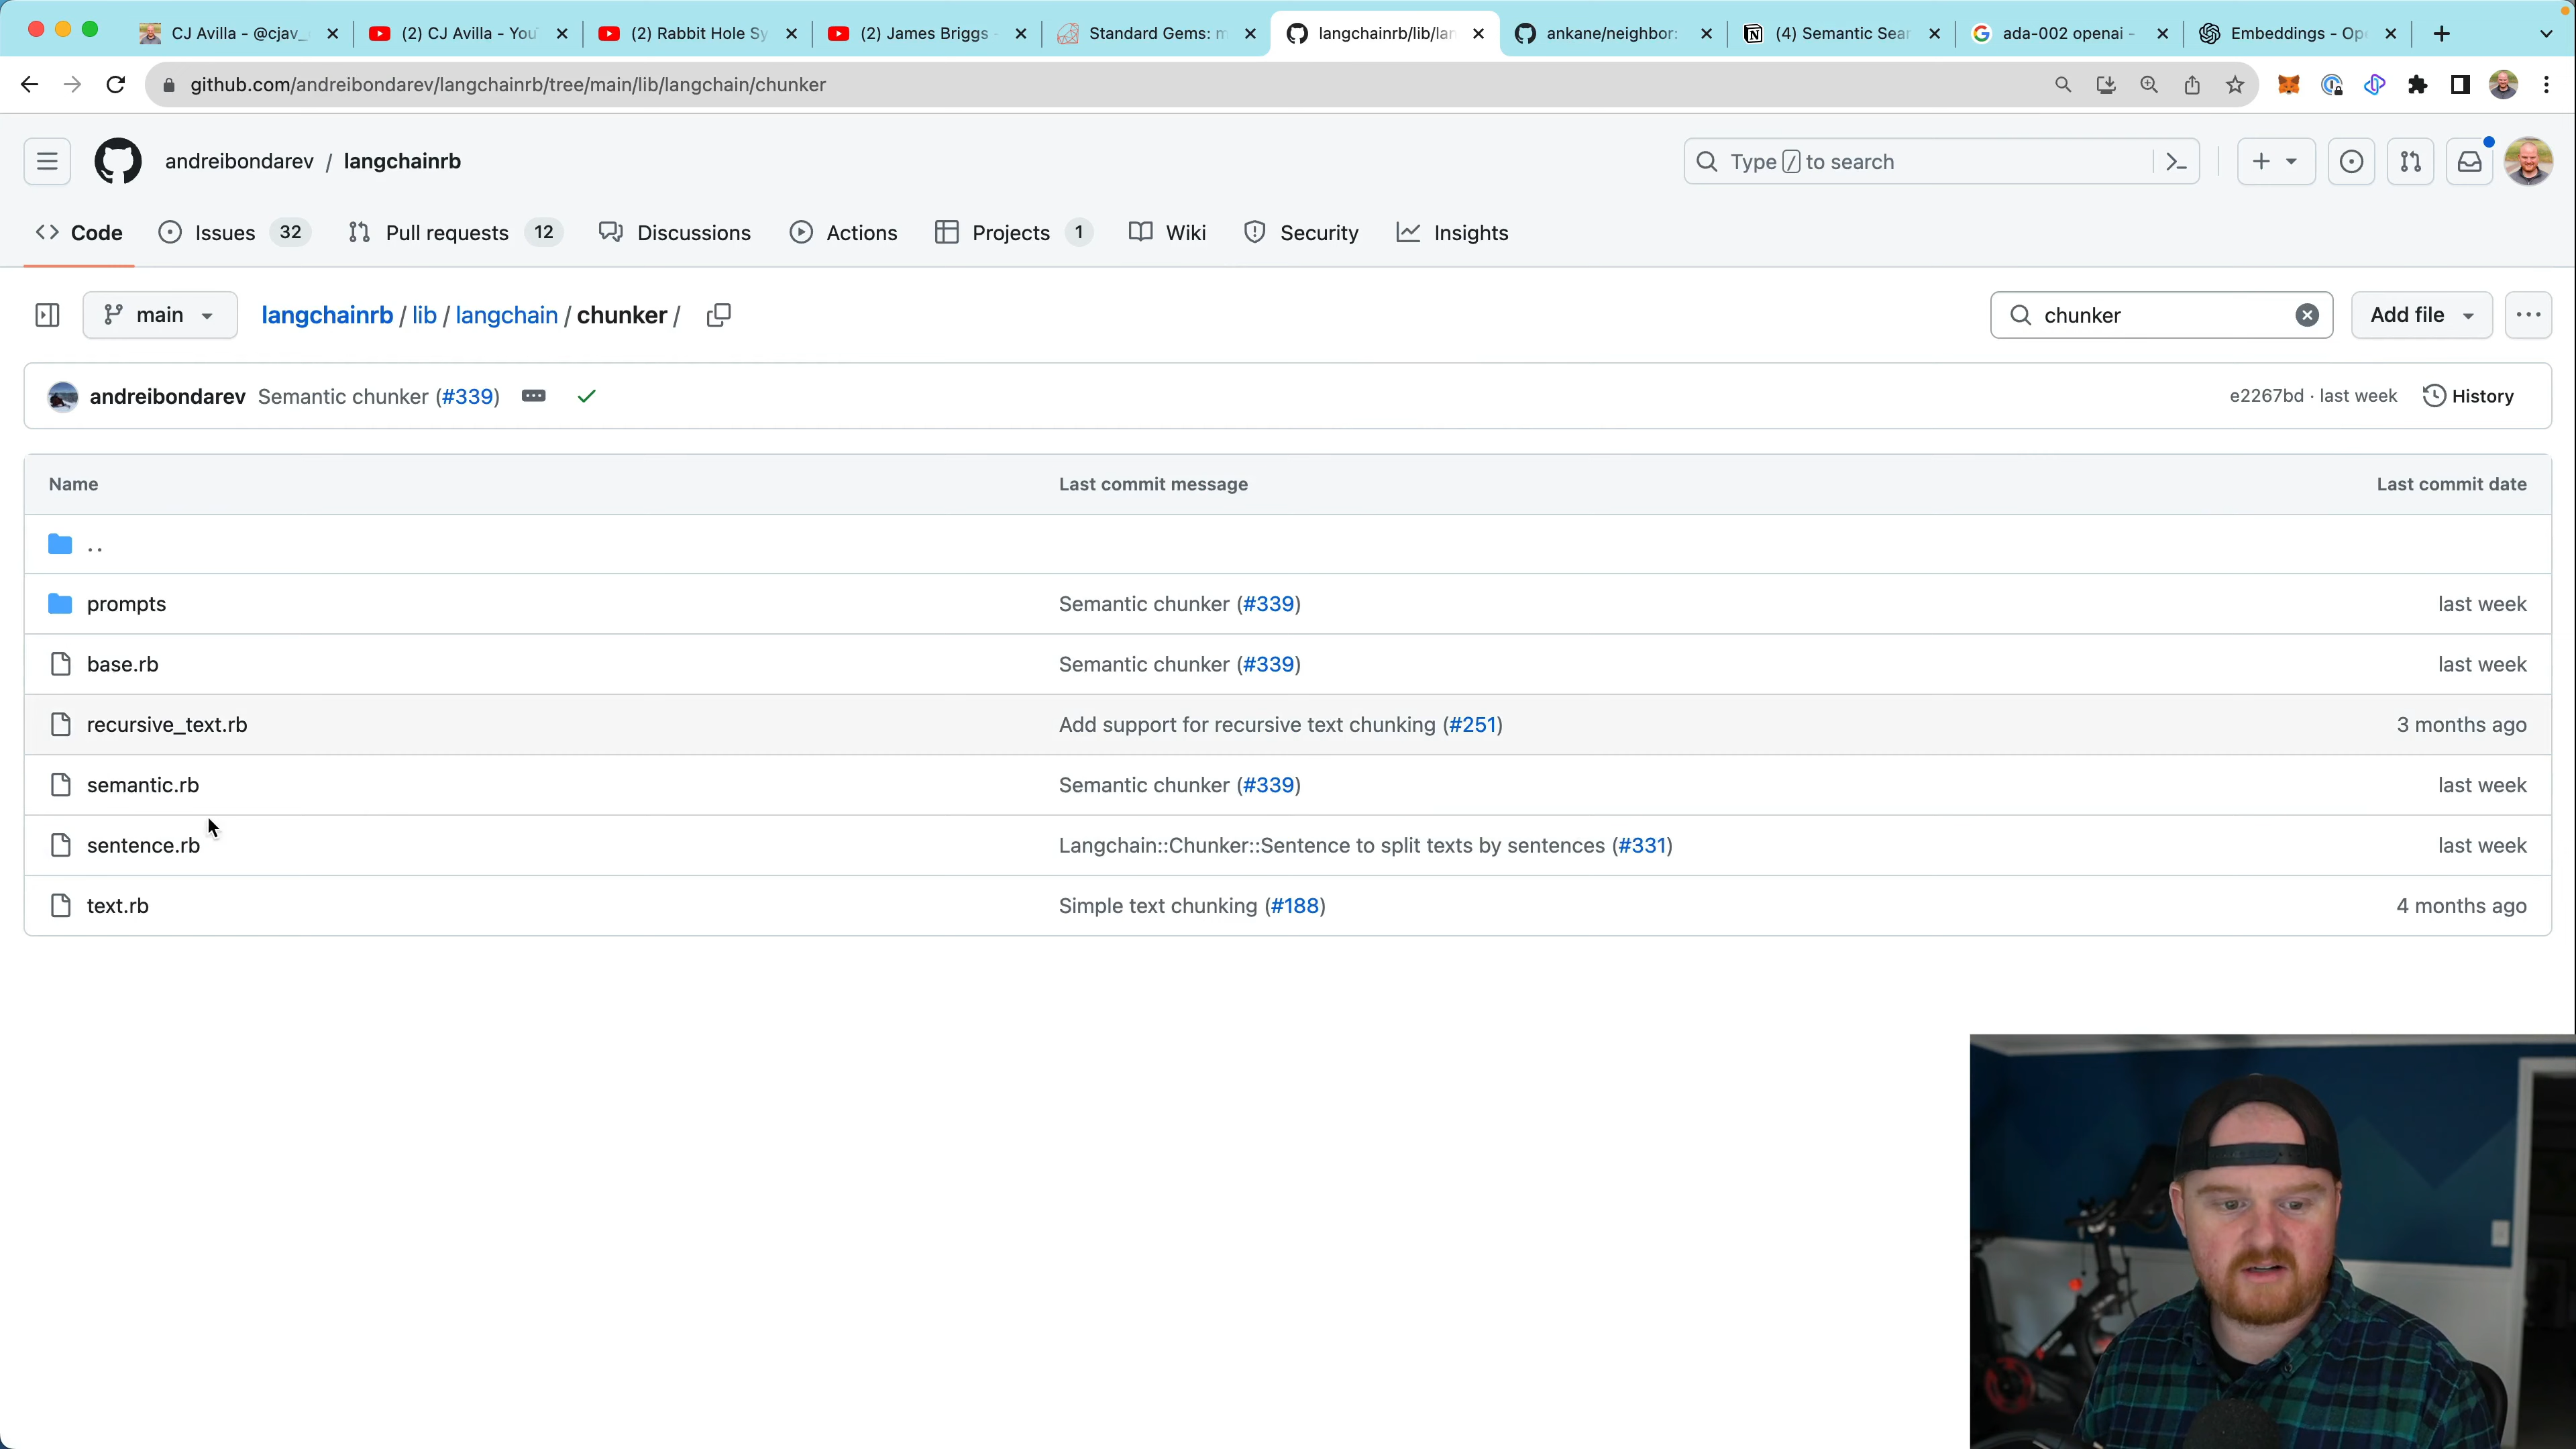 CJ Avilla - @cjav_
(2) CJ Avilla - You
(2) Rabbit Hole Sy
(2) James Briggs -
Standard Gems: m
langchainrb/lib/lan
ankane/neighbor:
(4) Semantic Sear
ada-002 openai -
Embeddings - Ope
github.com/andreibondarev/langchainrb/tree/main/lib/langchain/chunker
andreibondarev / langchainrb
Type / to search
Code
Issues 32
Pull requests 12
Discussions
Actions
Projects 1
Wiki
Security
Insights
main
langchainrb / lib / langchain / chunker /
chunker
Add file
andreibondarev Semantic chunker (#339)
e2267bd · last week
History
Name Last commit message Last commit date
..
prompts Semantic chunker (#339) last week
base.rb Semantic chunker (#339) last week
recursive_text.rb Add support for recursive text chunking (#251) 3 months ago
semantic.rb Semantic chunker (#339) last week
sentence.rb Langchain::Chunker::Sentence to split texts by sentences (#331) last week
text.rb Simple text chunking (#188) 4 months ago